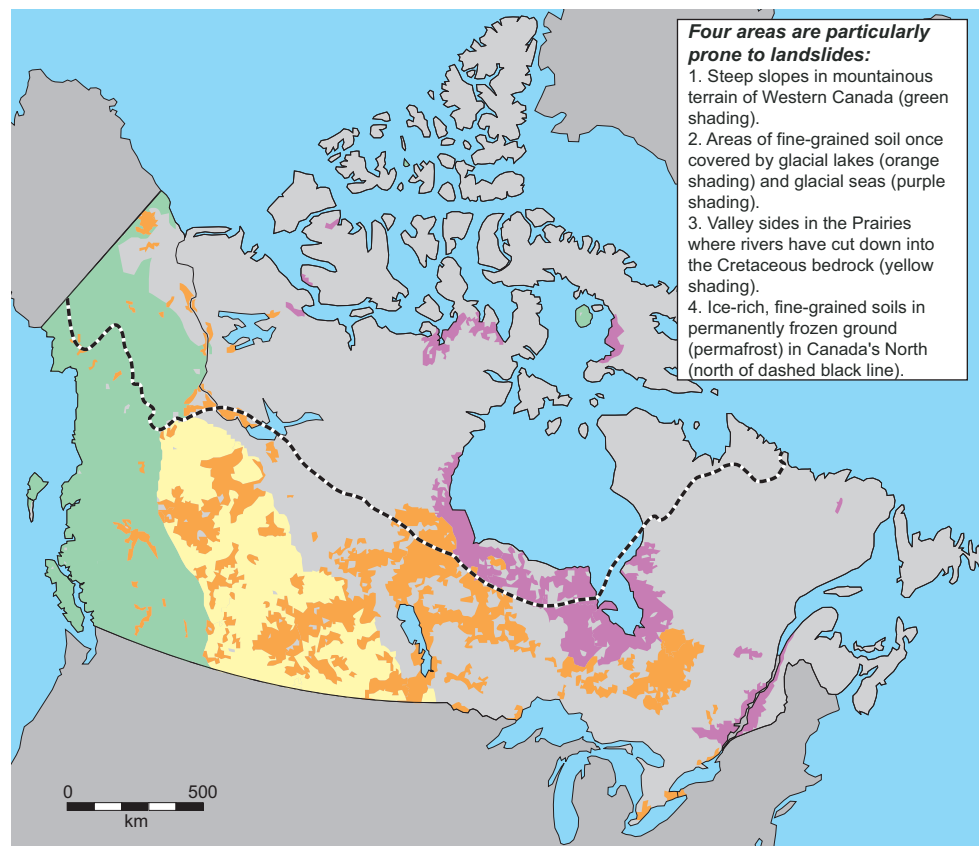 Four areas are particularly
prone to landslides:
1. Steep slopes in mountainous
terrain of Western Canada (green
shading).
2. Areas of fine-grained soil once
covered by glacial lakes (orange
shading) and glacial seas (purple
shading).
3. Valley sides in the Prairies
where rivers have cut down into
the Cretaceous bedrock (yellow
shading).
4. Ice-rich, fine-grained soils in
permanently frozen ground
(permafrost) in Canada's North
(north of dashed black line).
0 500
km